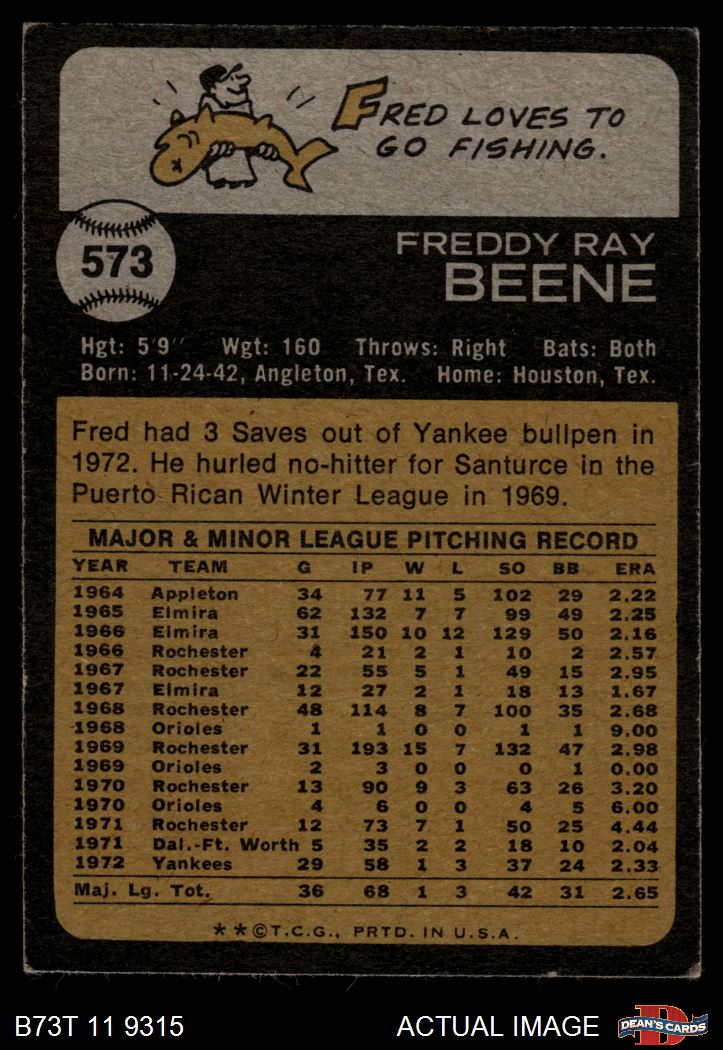 FRED LOVES TO
GO FISHING.
573
FREDDY RAY
BEENE
Hgt: 5'9" Wgt: 160 Throws: Right Bats: Both
Born: 11-24-42, Angleton, Tex. Home: Houston, Tex.
Fred had 3 Saves out of Yankee bullpen in
1972. He hurled no-hitter for Santurce in the
Puerto Rican Winter League in 1969.
MAJOR & MINOR LEAGUE PITCHING RECORD
YEAR TEAM G IP W L SO BB ERA
1964 Appleton 34 77 11 5 102 29 2.22
1965 Elmira 62 132 7 7 99 49 2.25
1966 Elmira 31 150 10 12 129 50 2.16
1966 Rochester 4 21 2 1 10 2 2.57
1967 Rochester 22 55 5 1 49 15 2.95
1967 Elmira 12 27 2 1 18 13 1.67
1968 Rochester 48 114 8 7 100 35 2.68
1968 Orioles 1 1 0 0 1 1 9.00
1969 Rochester 31 193 15 7 132 47 2.98
1969 Orioles 2 3 0 0 0 1 0.00
1970 Rochester 13 90 9 3 63 26 3.20
1970 Orioles 4 6 0 0 4 5 6.00
1971 Rochester 12 73 7 1 50 25 4.44
1971 Dal.-Ft. Worth 5 35 2 2 18 10 2.04
1972 Yankees 29 58 1 3 37 24 2.33
Maj. Lg. Tot. 36 68 1 3 42 31 2.65
**©T.C.G., PRTD. IN U.S.A.
B73T 11 9315 ACTUAL IMAGE
D
DEAN'S CARDS